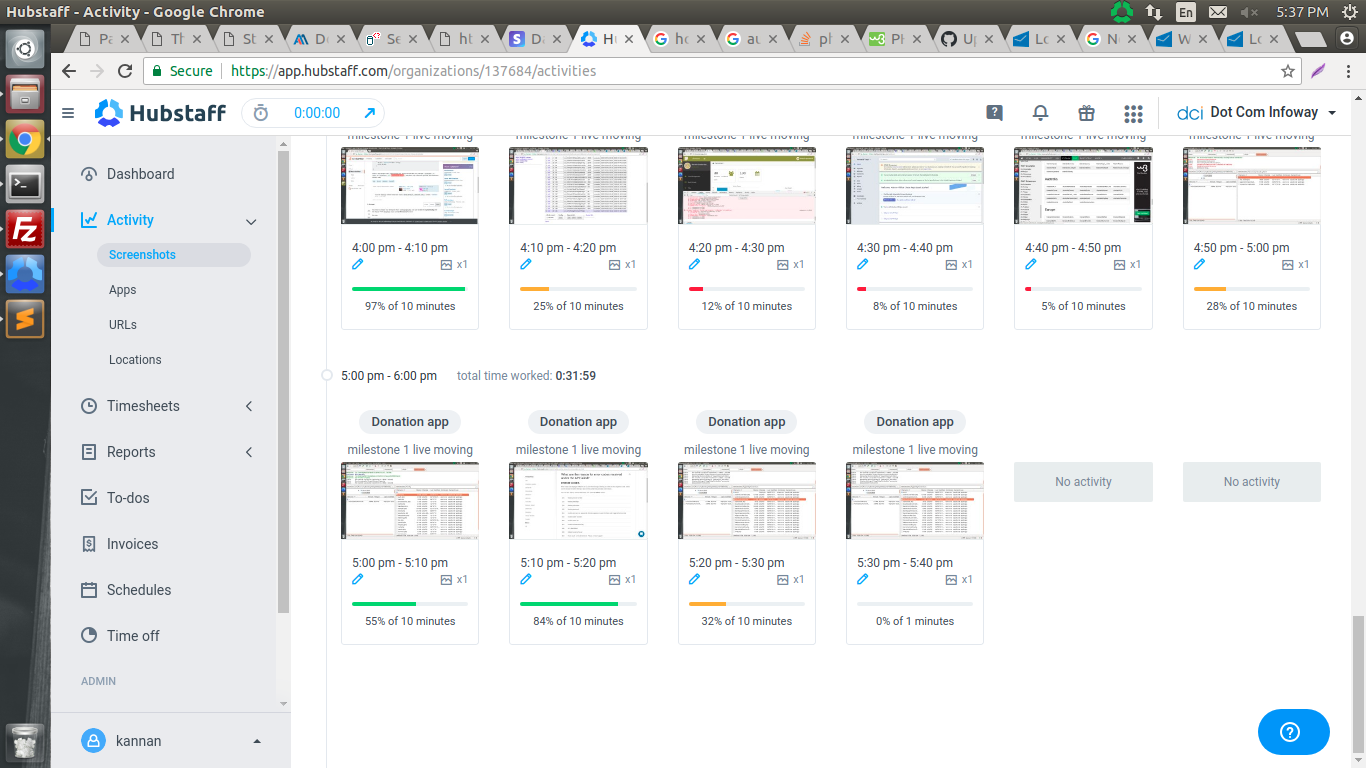 Hubstaff - Activity - Google Chrome
En
5:37 PM
Pa
Th
St
De
Se
ht
Da
Hu
ho
au
ph
PH
Up
Lo
Ne
W
Lo
Secure
https://app.hubstaff.com/organizations/137684/activities
Hubstaff
0:00:00
dci Dot Com Infoway
Dashboard
Activity
Screenshots
Apps
URLs
Locations
Timesheets
Reports
To-dos
Invoices
Schedules
Time off
ADMIN
kannan
milestone 1 live moving
milestone 1 live moving
milestone 1 live moving
milestone 1 live moving
milestone 1 live moving
milestone 1 live moving
4:00 pm - 4:10 pm
x1
97% of 10 minutes
4:10 pm - 4:20 pm
x1
25% of 10 minutes
4:20 pm - 4:30 pm
x1
12% of 10 minutes
4:30 pm - 4:40 pm
x1
8% of 10 minutes
4:40 pm - 4:50 pm
x1
5% of 10 minutes
4:50 pm - 5:00 pm
x1
28% of 10 minutes
5:00 pm - 6:00 pm total time worked: 0:31:59
Donation app
milestone 1 live moving
5:00 pm - 5:10 pm
x1
55% of 10 minutes
Donation app
milestone 1 live moving
5:10 pm - 5:20 pm
x1
84% of 10 minutes
Donation app
milestone 1 live moving
5:20 pm - 5:30 pm
x1
32% of 10 minutes
Donation app
milestone 1 live moving
5:30 pm - 5:40 pm
x1
0% of 1 minutes
No activity
No activity